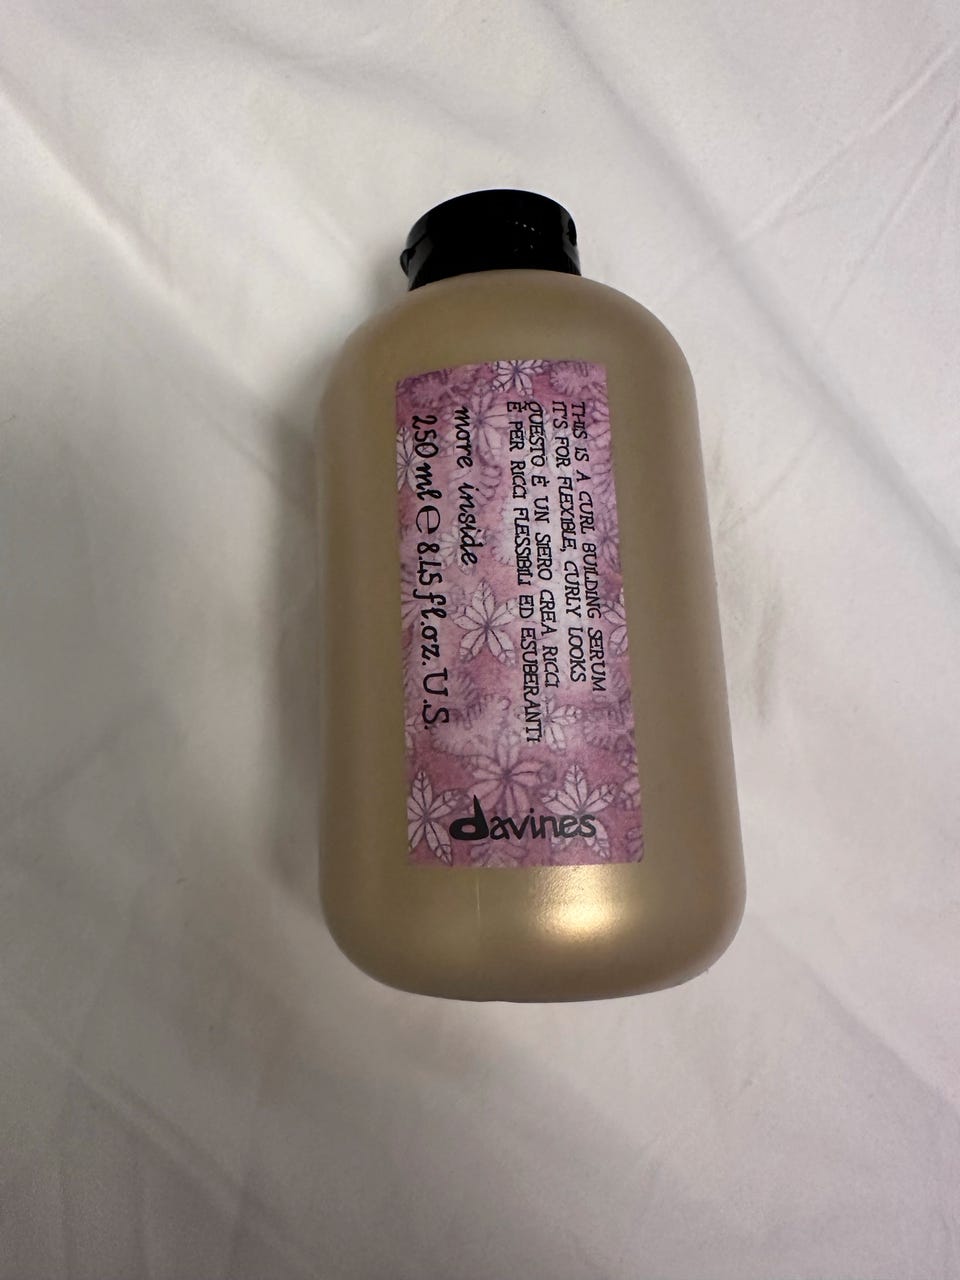 THIS IS A CURL BUILDING SERUM
IT'S FOR FLEXIBLE, CURLY LOOKS
QUESTO È UN SIERO CREA RICCI
È PER RICCI FLESSIBILI ED ESUBERANTI
more inside
250 ml ℮ 8.45 fl.oz. U.S.
davines